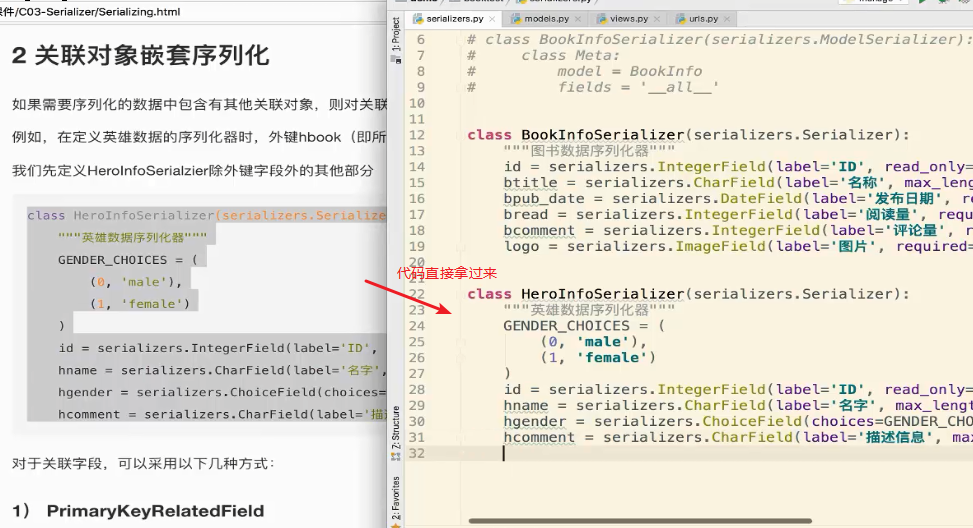 课件/C03-Serializer/Serializing.html
2 关联对象嵌套序列化
如果需要序列化的数据中包含有其他关联对象，则对关联
例如，在定义英雄数据的序列化器时，外键hbook（即所
我们先定义HeroInfoSerialzier除外键字段外的其他部分
class HeroInfoSerializer(serializers.Serialize
"""英雄数据序列化器"""
GENDER_CHOICES = (
(0, 'male'),
(1, 'female')
)
id = serializers.IntegerField(label='ID',
hname = serializers.CharField(label='名字',
hgender = serializers.ChoiceField(choices=
hcomment = serializers.CharField(label='描
对于关联字段，可以采用以下几种方式：
1） PrimaryKeyRelatedField
代码直接拿过来
manage
1: Project
7: Structure
2: Favorites
serializers.py
models.py
views.py
urls.py
6 # class BookInfoSerializer(serializers.ModelSerializer):
7 # class Meta:
8 # model = BookInfo
9 # fields = '__all__'
10
11
12 class BookInfoSerializer(serializers.Serializer):
13 """图书数据序列化器"""
14 id = serializers.IntegerField(label='ID', read_only=
15 btitle = serializers.CharField(label='名称', max_leng
16 bpub_date = serializers.DateField(label='发布日期', re
17 bread = serializers.IntegerField(label='阅读量', requ
18 bcomment = serializers.IntegerField(label='评论量', r
19 logo = serializers.ImageField(label='图片', required=
20
21
22 class HeroInfoSerializer(serializers.Serializer):
23 """英雄数据序列化器"""
24 GENDER_CHOICES = (
25 (0, 'male'),
26 (1, 'female')
27 )
28 id = serializers.IntegerField(label='ID', read_only=
29 hname = serializers.CharField(label='名字', max_lengt
30 hgender = serializers.ChoiceField(choices=GENDER_CHO
31 hcomment = serializers.CharField(label='描述信息', max
32